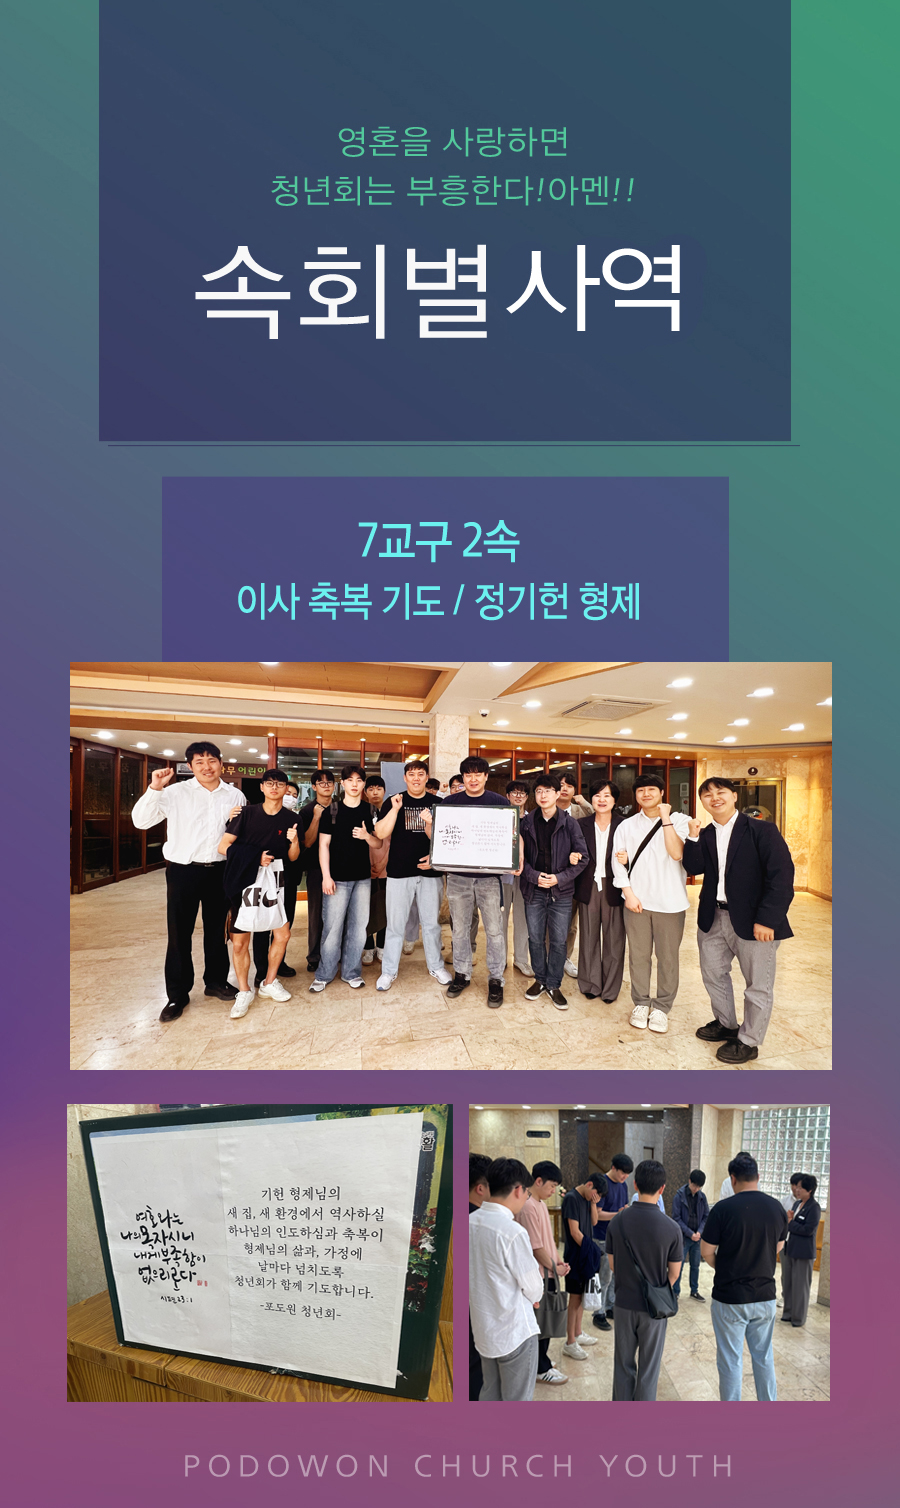 영혼을 사랑하면
청년회는 부흥한다!아멘!!
속회별사역
7교구 2속
이사 축복 기도 / 정기헌 형제
어린이
KE
여호와는
나의목자시니
내게부족함이
없으리로다
시편23:1
기헌 형제님의
새 집, 새 환경에서 역사하실
하나님의 인도하심과 축복이
형제님의 삶과, 가정에
날마다 넘치도록
청년회가 함께 기도합니다.
-포도원 청년회-
활
PODOWON CHURCH YOUTH